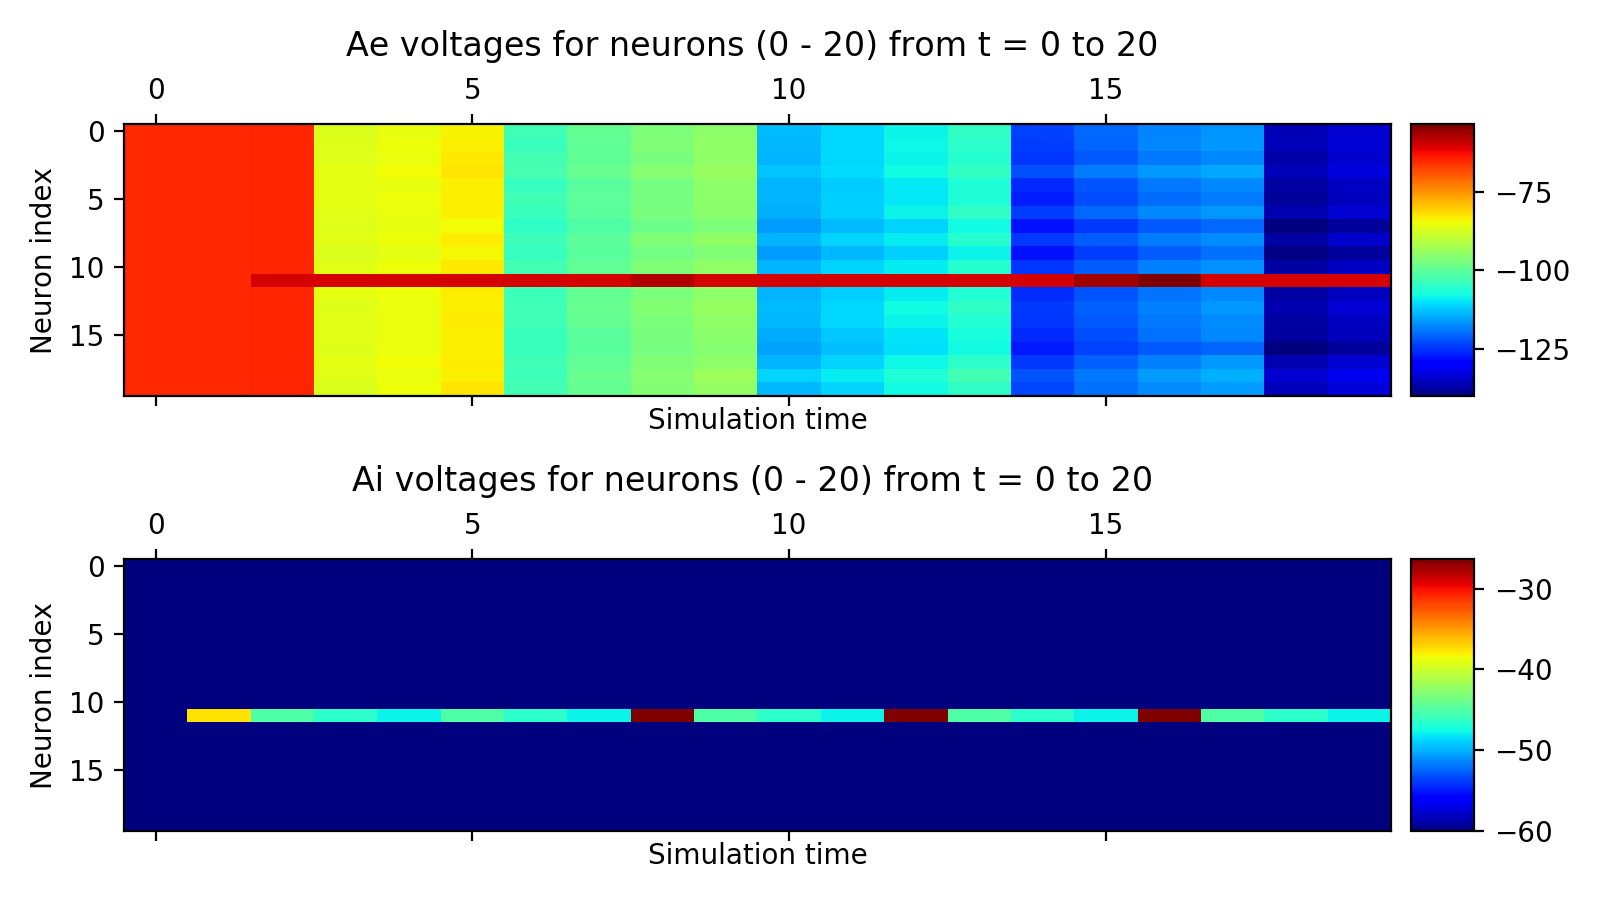 Ae voltages for neurons (0 - 20) from t = 0 to 20
0 5 10 15
Neuron index
0
5
10
15
−75
−100
−125
Simulation time
Ai voltages for neurons (0 - 20) from t = 0 to 20
0 5 10 15
Neuron index
0
5
10
15
−30
−40
−50
−60
Simulation time